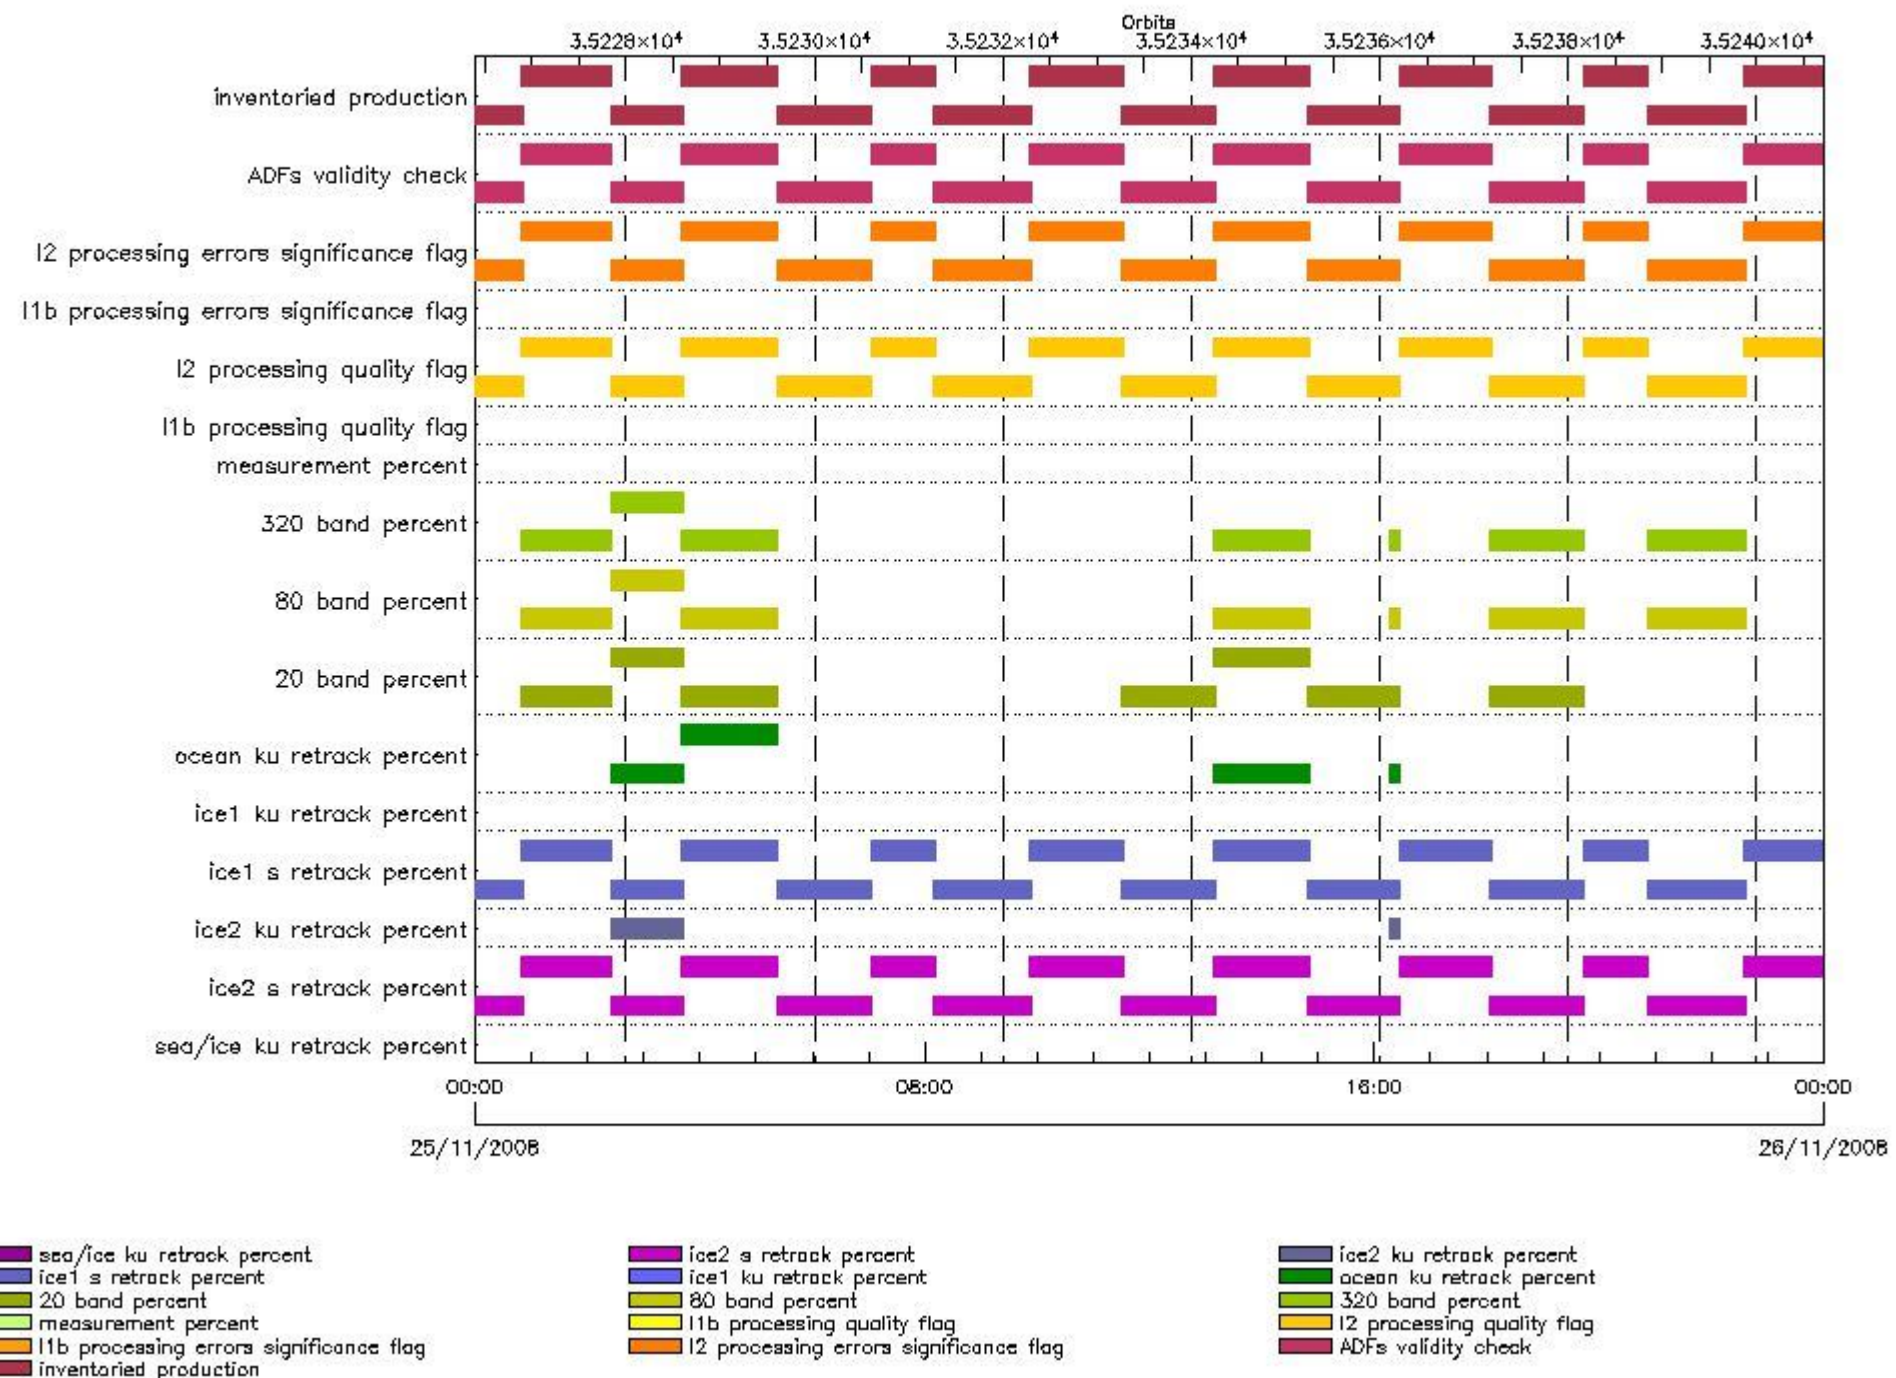 Orbits
3.5228×10⁴ 3.5230×10⁴ 3.5232×10⁴ 3.5234×10⁴ 3.5236×10⁴ 3.5238×10⁴ 3.5240×10⁴
inventoried production
ADFs validity check
l2 processing errors significance flag
l1b processing errors significance flag
l2 processing quality flag
l1b processing quality flag
measurement percent
320 band percent
80 band percent
20 band percent
ocean ku retrack percent
ice1 ku retrack percent
ice1 s retrack percent
ice2 ku retrack percent
ice2 s retrack percent
sea/ice ku retrack percent
00:00 08:00 16:00 00:00
25/11/2008 26/11/2008
sea/ice ku retrack percent ice2 s retrack percent ice2 ku retrack percent
ice1 s retrack percent ice1 ku retrack percent ocean ku retrack percent
20 band percent 80 band percent 320 band percent
measurement percent l1b processing quality flag l2 processing quality flag
l1b processing errors significance flag l2 processing errors significance flag ADFs validity check
inventoried production